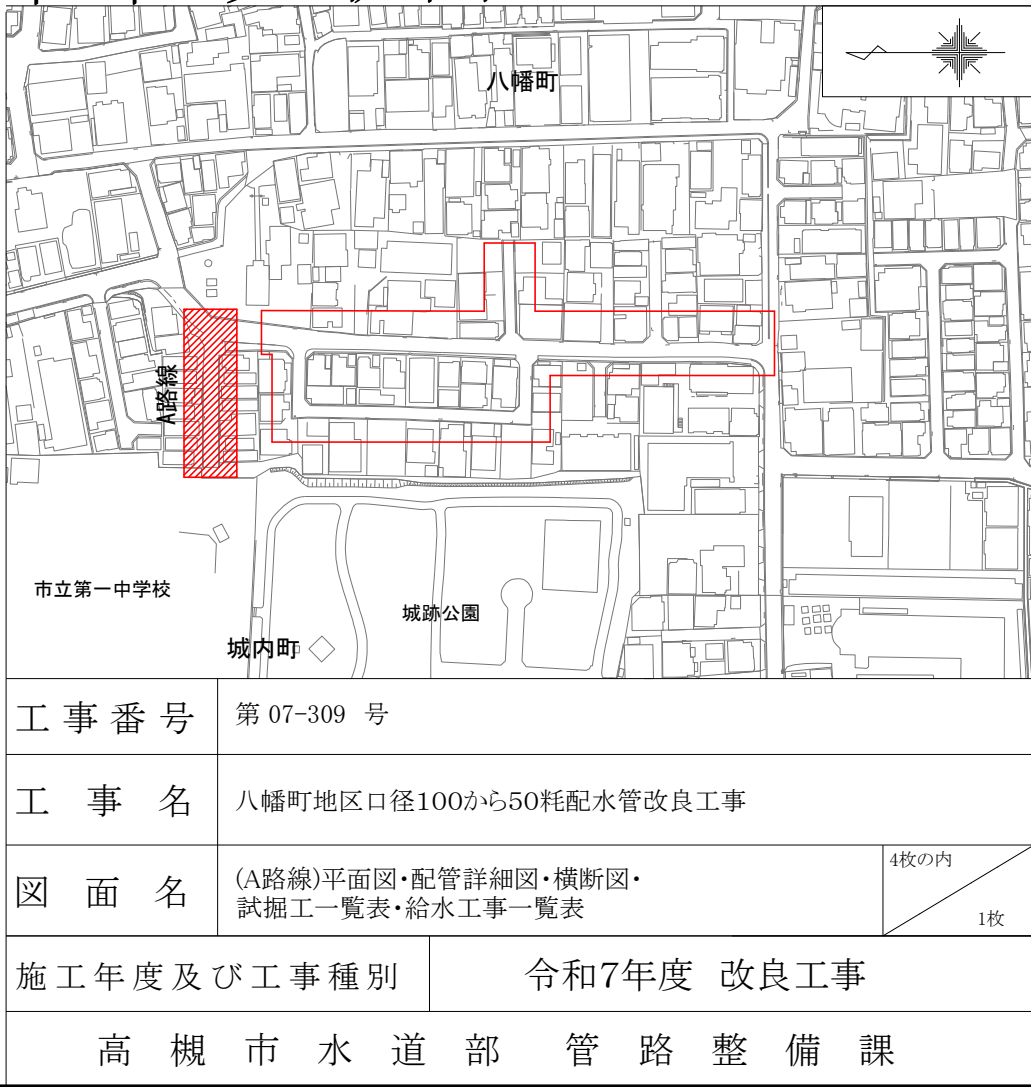 八幡町
A路線
市立第一中学校
城跡公園
城内町
工事番号 第 07-309 号
工事名 八幡町地区口径100から50粍配水管改良工事
図面名 (A路線)平面図・配管詳細図・横断図・
試掘工一覧表・給水工事一覧表
4枚の内
1枚
施工年度及び工事種別 令和7年度 改良工事
高槻市水道部 管路整備課